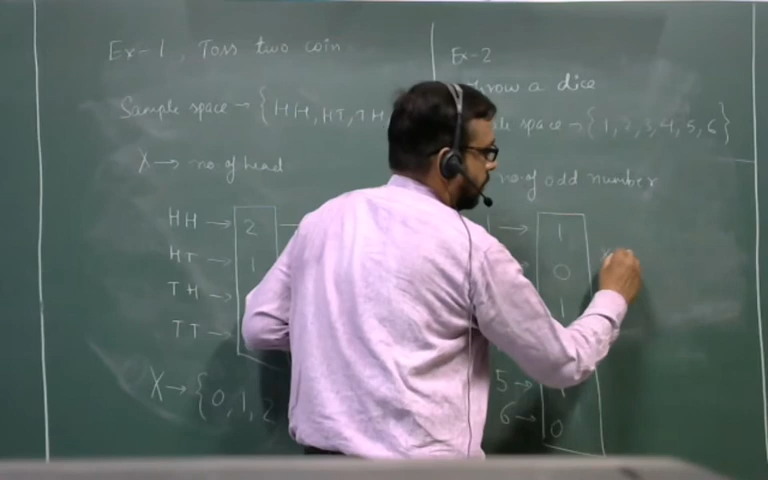 Ex-1, Toss two coin
Sample space → {HH, HT, TH,
X → no. of head
HH → 2
HT → 1
TH →
TT →
X → {0, 1, 2
Ex-2
Throw a dice
space → {1, 2, 3, 4, 5, 6}
no. of odd number
1 → 1
0
1
5 → 1
6 → 0